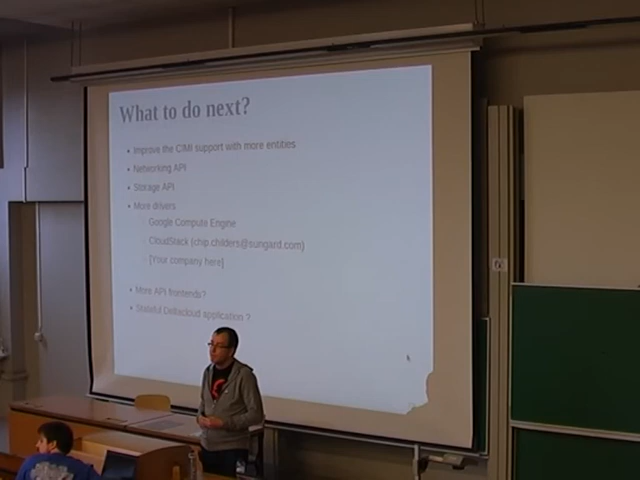 What to do next?
Improve the CIMI support with more entities
Networking API
Storage API
More drivers
Google Compute Engine
CloudStack (chip.childers@sungard.com)
[Your company here]
More API frontends?
Stateful Deltacloud application ?